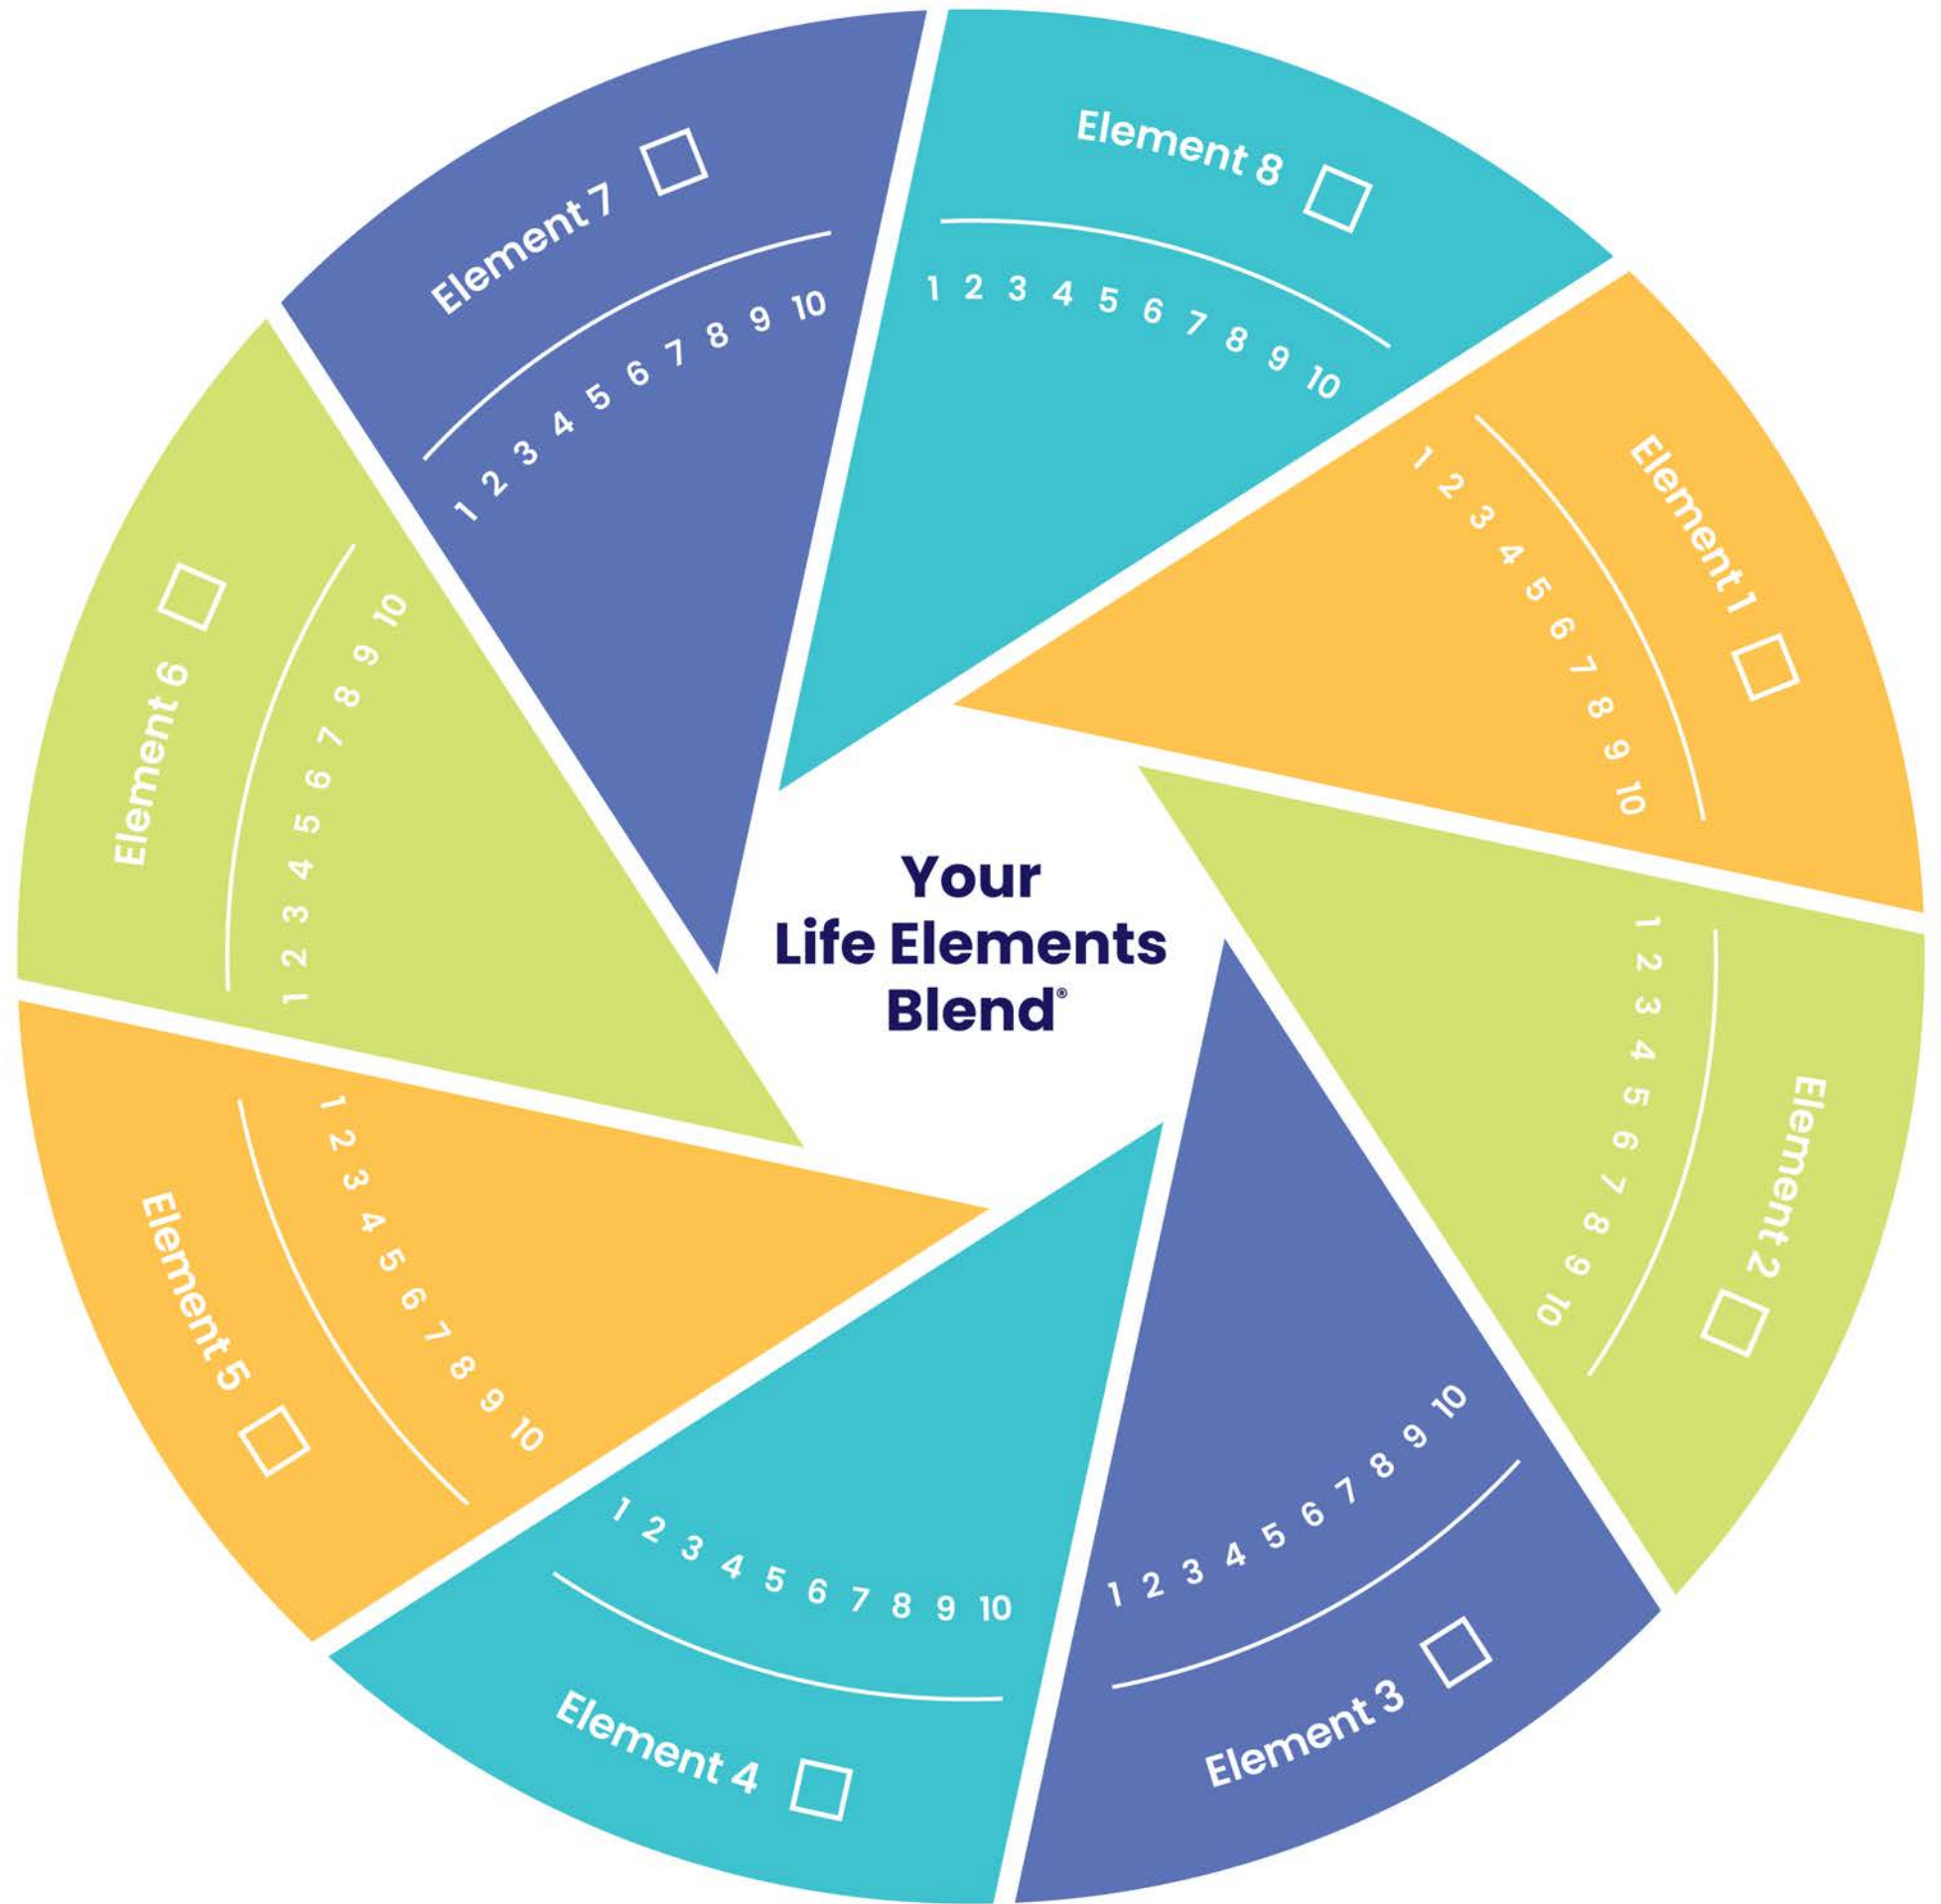 Your
Life Elements
Blend®
Element 1
1 2 3 4 5 6 7 8 9 10
Element 2
1 2 3 4 5 6 7 8 9 10
Element 3
1 2 3 4 5 6 7 8 9 10
Element 4
1 2 3 4 5 6 7 8 9 10
Element 5
1 2 3 4 5 6 7 8 9 10
Element 6
1 2 3 4 5 6 7 8 9 10
Element 7
1 2 3 4 5 6 7 8 9 10
Element 8
1 2 3 4 5 6 7 8 9 10